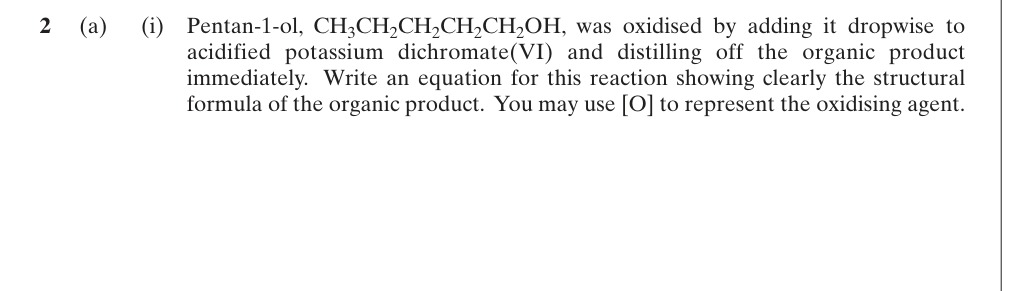 2 (a) (i) Pentan-1-ol, CH₃CH₂CH₂CH₂CH₂OH, was oxidised by adding it dropwise to
acidified potassium dichromate(VI) and distilling off the organic product
immediately. Write an equation for this reaction showing clearly the structural
formula of the organic product. You may use [O] to represent the oxidising agent.